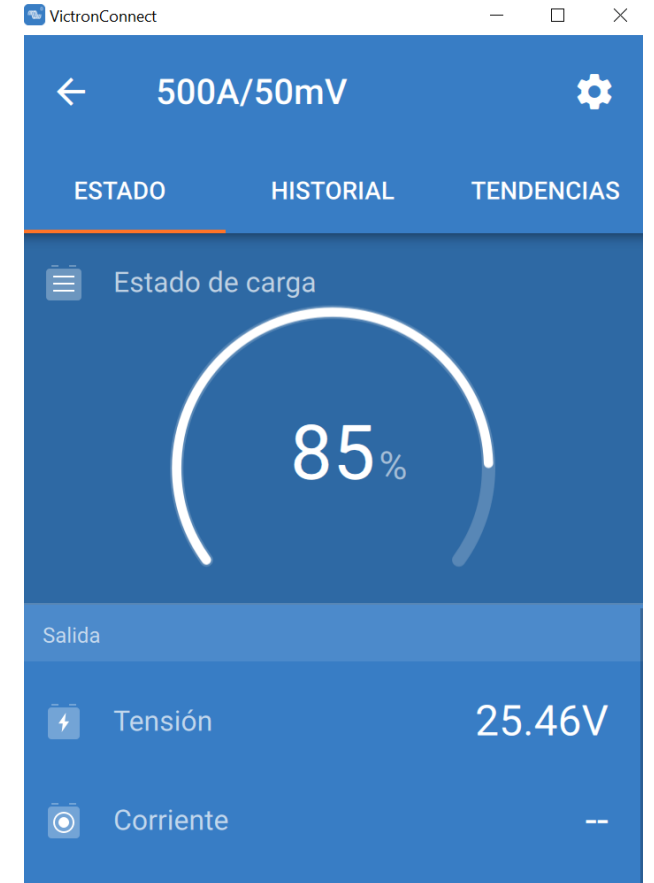 VictronConnect
500A/50mV
ESTADO HISTORIAL TENDENCIAS
Estado de carga
85%
Salida
Tensión 25.46V
Corriente --